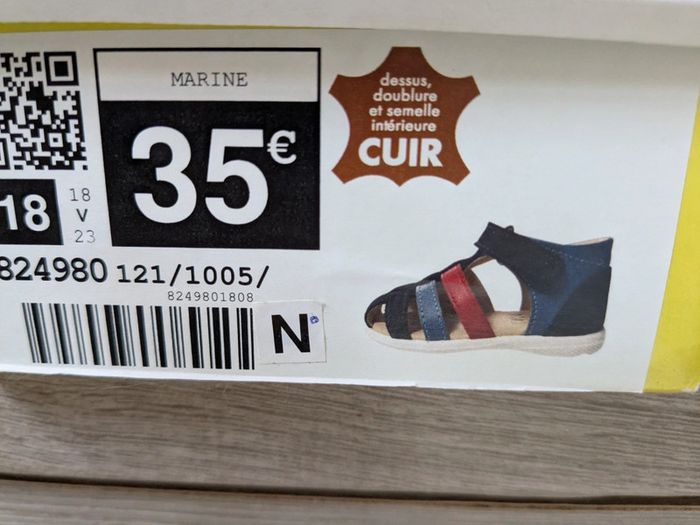 MARINE
35€
18
18
v
23
824980 121/1005/
8249801808
N
dessus,
doublure
et semelle
intérieure
CUIR